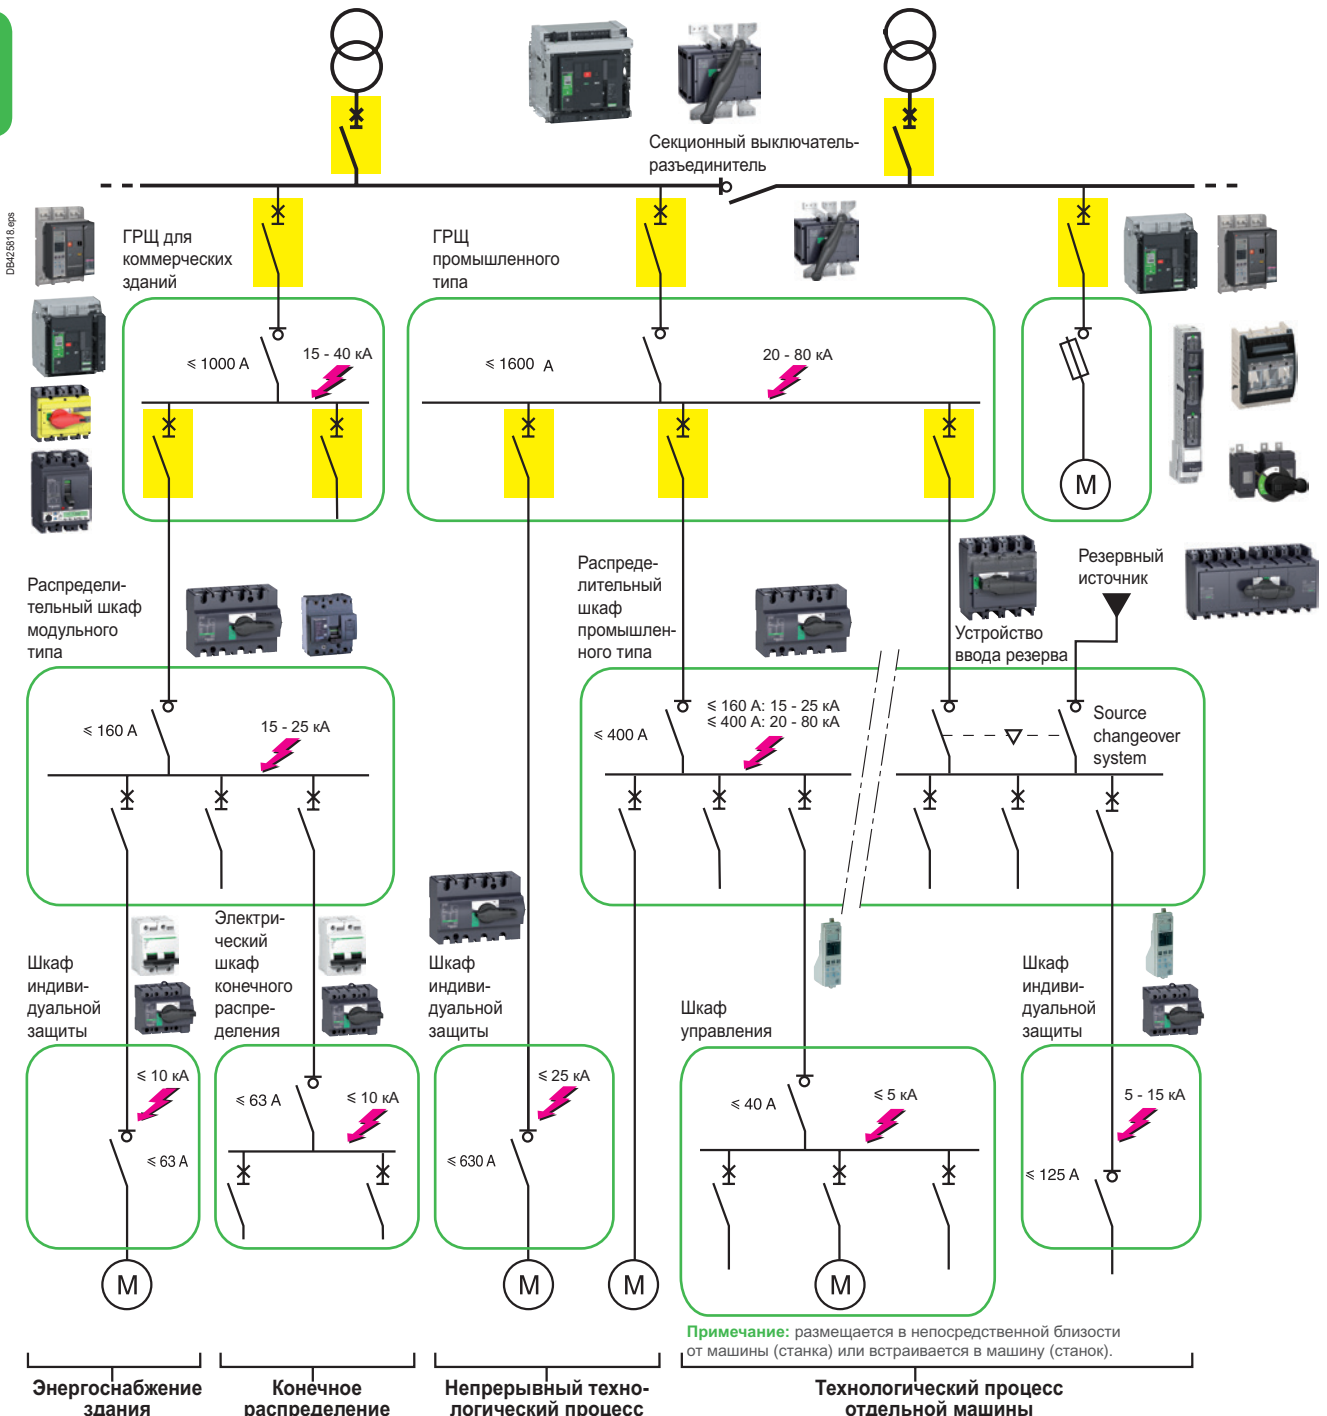 Секционный выключатель-
разъединитель
DB425818.eps
ГРЩ для
коммерческих
зданий
ГРЩ
промышленного
типа
≤ 1000 А
15 - 40 кА
≤ 1600 А
20 - 80 кА
M
Распредели-
тельный шкаф
модульного
типа
Распреде-
лительный
шкаф
промышлен-
ного типа
Резервный
источник
Устройство
ввода резерва
≤ 160 А
15 - 25 кА
≤ 400 А
≤ 160 А: 15 - 25 кА
≤ 400 А: 20 - 80 кА
Source
changeover
system
Шкаф
индиви-
дуальной
защиты
Электри-
ческий
шкаф
конечного
распре-
деления
Шкаф
индиви-
дуальной
защиты
Шкаф
управления
Шкаф
индиви-
дуальной
защиты
≤ 10 кА
≤ 63 А
≤ 63 А
≤ 10 кА
≤ 25 кА
≤ 630 А
≤ 40 А
≤ 5 кА
5 - 15 кА
≤ 125 А
M
M
M
M
Примечание: размещается в непосредственной близости
от машины (станка) или встраивается в машину (станок).
Энергоснабжение
здания
Конечное
распределение
Непрерывный техно-
логический процесс
Технологический процесс
отдельной машины